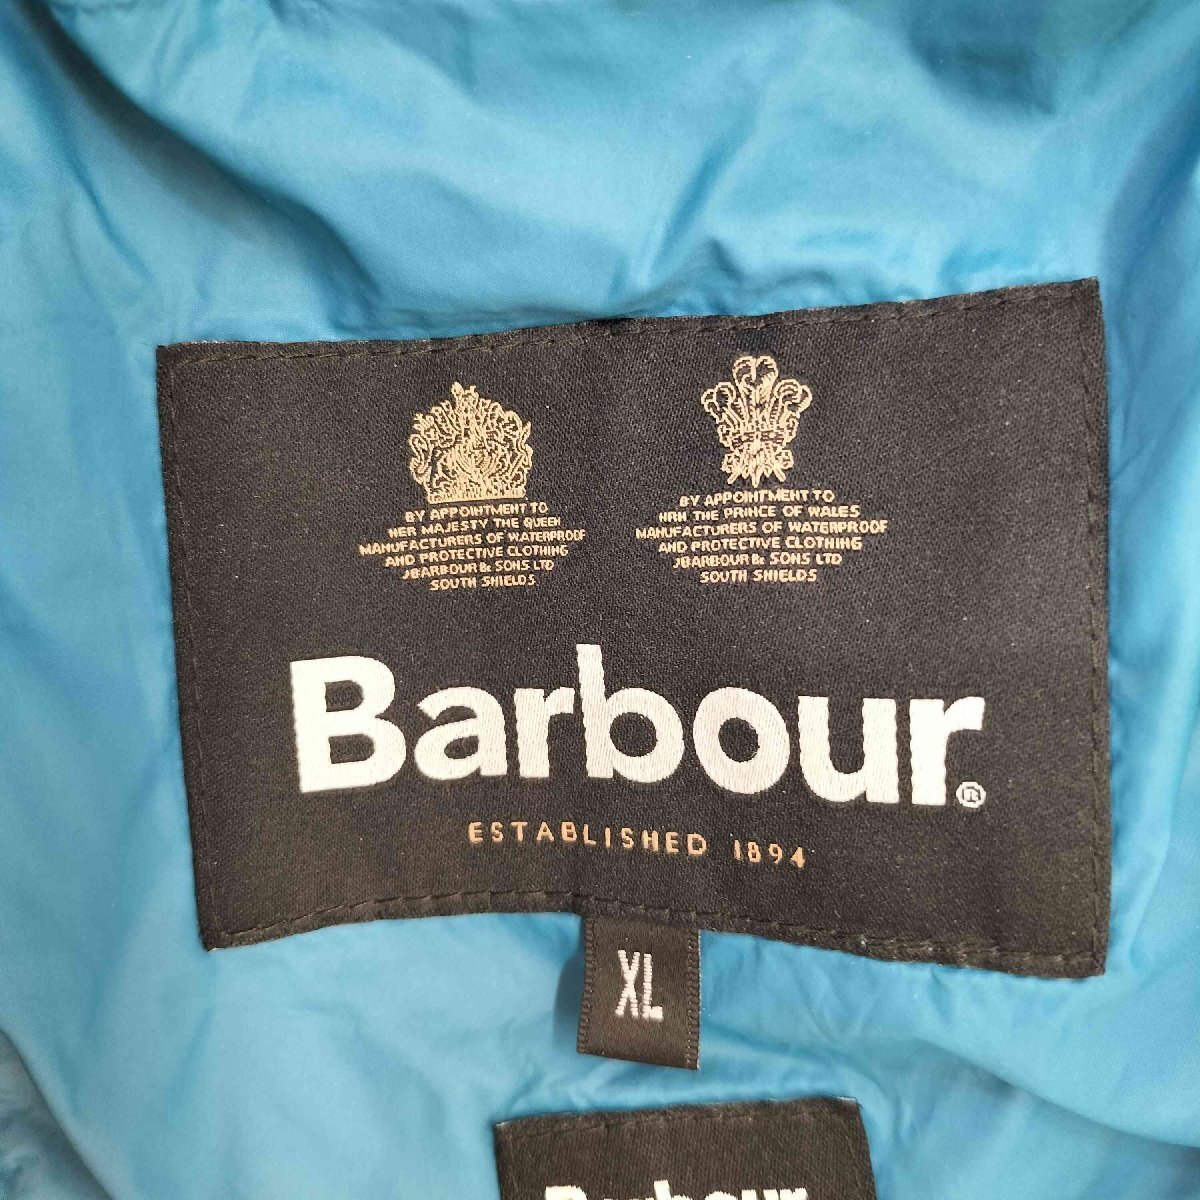 BY APPOINTMENT TO
HER MAJESTY THE QUEEN
MANUFACTURERS OF WATERPROOF
AND PROTECTIVE CLOTHING
JBARBOUR & SONS LTD
SOUTH SHIELDS
BY APPOINTMENT TO
HRH THE PRINCE OF WALES
MANUFACTURERS OF WATERPROOF
AND PROTECTIVE CLOTHING
JBARBOUR & SONS LTD
SOUTH SHIELDS
Barbour®
ESTABLISHED 1894
XL
Barbour